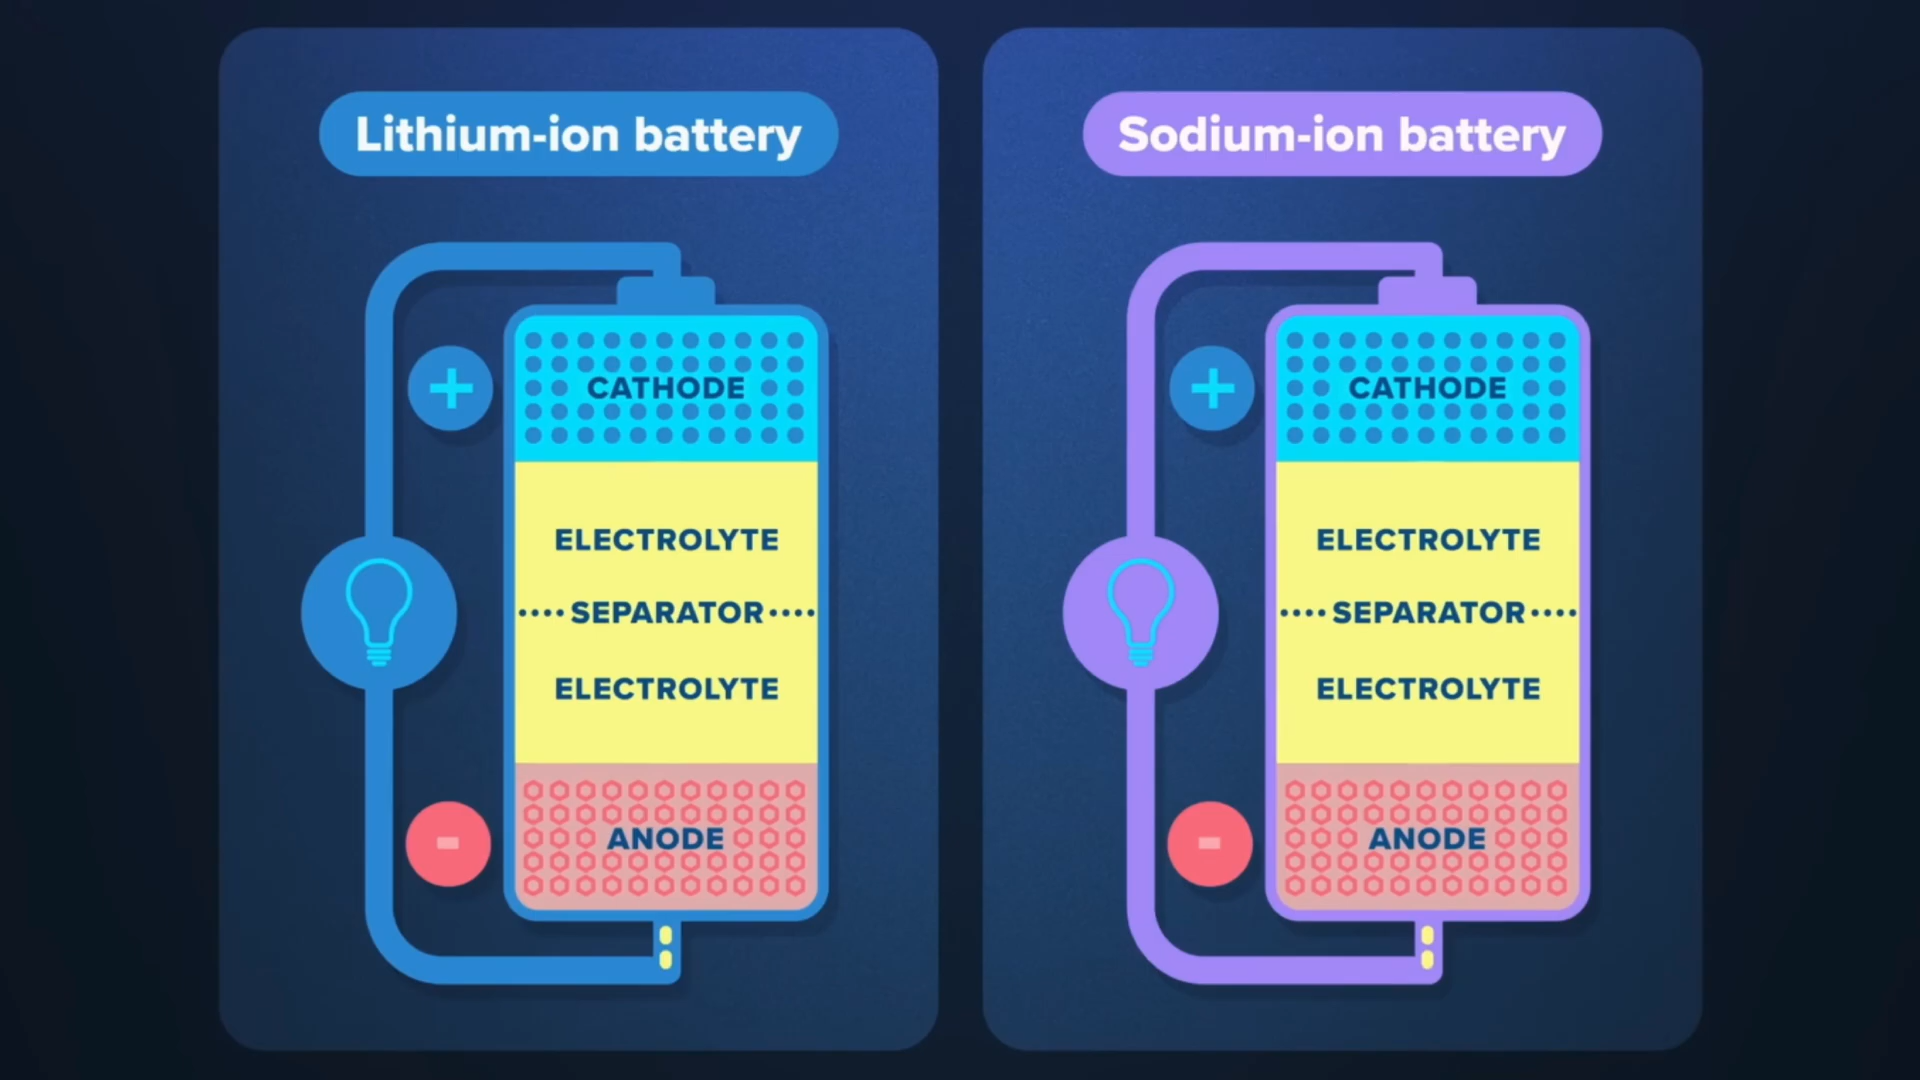 Lithium-ion battery
+
CATHODE
ELECTROLYTE
SEPARATOR
ELECTROLYTE
-
ANODE
Sodium-ion battery
+
CATHODE
ELECTROLYTE
SEPARATOR
ELECTROLYTE
-
ANODE